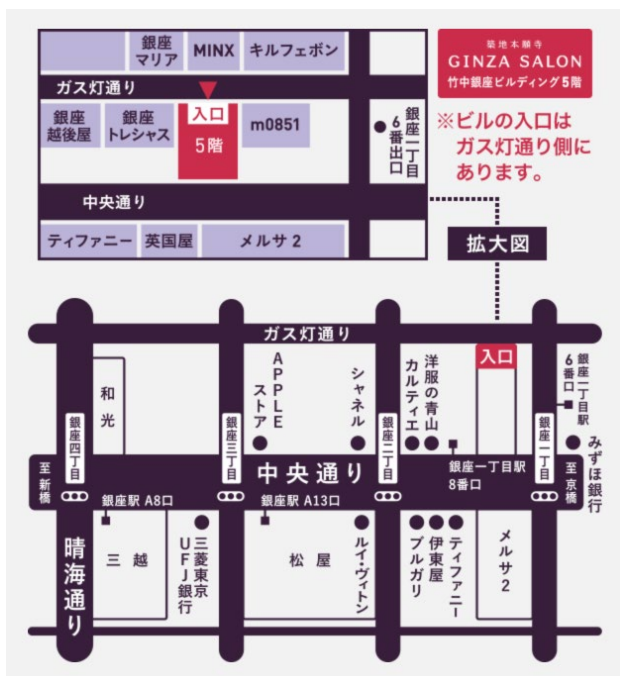 銀座
マリア
MINX
キルフェボン
ガス灯通り
銀座
越後屋
銀座
トレシャス
入口
5階
m0851
銀座一丁目
6番出口
中央通り
ティファニー
英国屋
メルサ2
築地本願寺
GINZA SALON
竹中銀座ビルディング5階
※ビルの入口は
ガス灯通り側に
あります。
拡大図
ガス灯通り
和光
APPLE
ストア
シャネル
洋服の青山
カルティエ
入口
銀座一丁目駅
6番口
みずほ銀行
銀座四丁目
銀座三丁目
銀座二丁目
銀座一丁目
至新橋
中央通り
銀座一丁目駅
8番口
至京橋
銀座駅 A8口
銀座駅 A13口
晴海通り
三越
三菱東京
UFJ銀行
松屋
ルイ・ヴィトン
ブルガリ
伊東屋
ティファニー
メルサ2